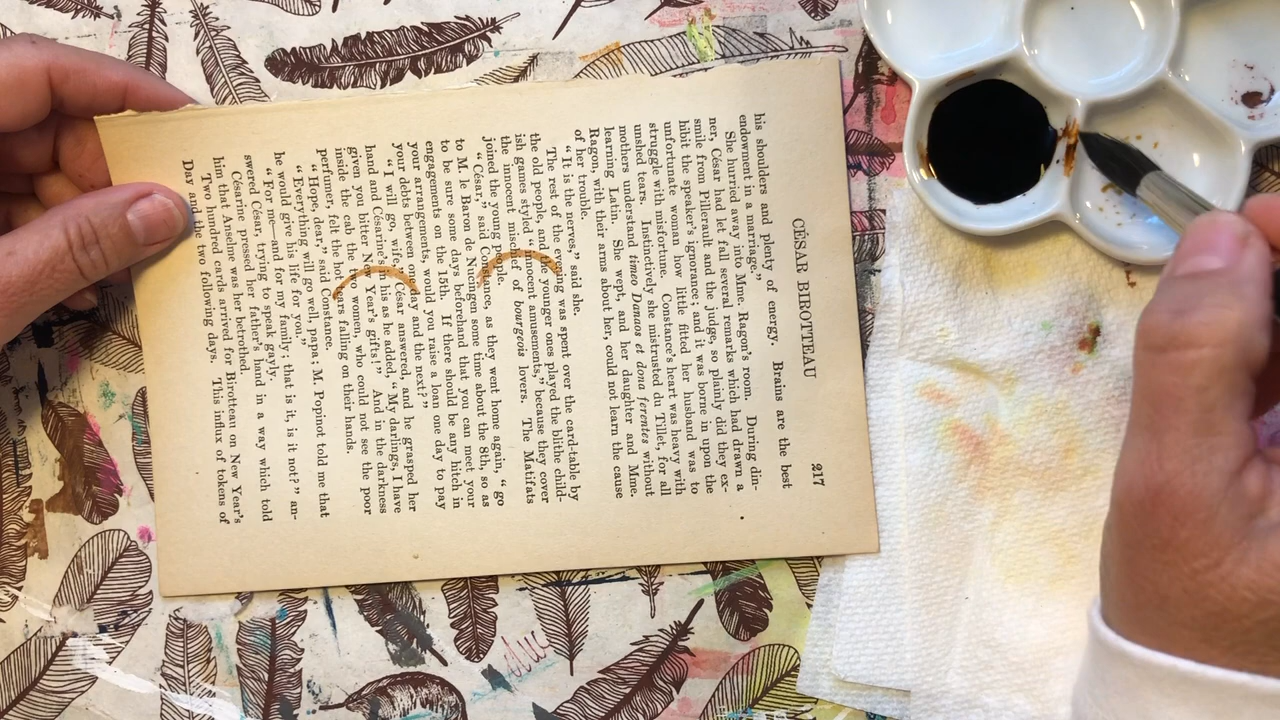 CÉSAR BIROTTEAU 217
his shoulders and plenty of energy. Brains are the best
endowment in a marriage."
She hurried away into Mme. Ragon's room. During din-
ner, César had let fall several remarks which had drawn a
smile from Pillerault and the judge, so plainly did they ex-
hibit the speaker's ignorance; and it was borne in upon the
unfortunate woman how little fitted her husband was to
struggle with misfortune. Constance's heart was heavy with
unshed tears. Instinctively she mistrusted du Tillet, for all
mothers understand timeo Danaos et dona ferentes without
learning Latin. She wept, and her daughter and Mme.
Ragon, with their arms about her, could not learn the cause
of her trouble.
"It is the nerves," said she.
The rest of the evening was spent over the card-table by
the old people, and the younger ones played the blithe child-
ish games styled "innocent amusements," because they cover
the innocent mischief of bourgeois lovers. The Matifats
joined the young people.
"César," said Constance, as they went home again, "go
to M. le Baron de Nucingen some time about the 8th, so as
to be sure some days beforehand that you can meet your
engagements on the 15th. If there should be any hitch in
your arrangements, would you raise a loan one day to pay
your debts between one day and the next?"
"I will go, wife," César answered, and he grasped her
hand and Césarine's in his as he added, "My darlings, I have
given you bitter New Year's gifts!" And in the darkness
inside the cab the two women, who could not see the poor
perfumer, felt the hot tears falling on their hands.
"Hope, dear," said Constance.
"Everything will go well, papa; M. Popinot told me that
he would give his life for you."
"For me—and for my family; that is it, is it not?" an-
swered César, trying to speak gayly.
Césarine pressed her father's hand in a way which told
him that Anselme was her betrothed.
Two hundred cards arrived for Birotteau on New Year's
Day and the two following days. This influx of tokens of